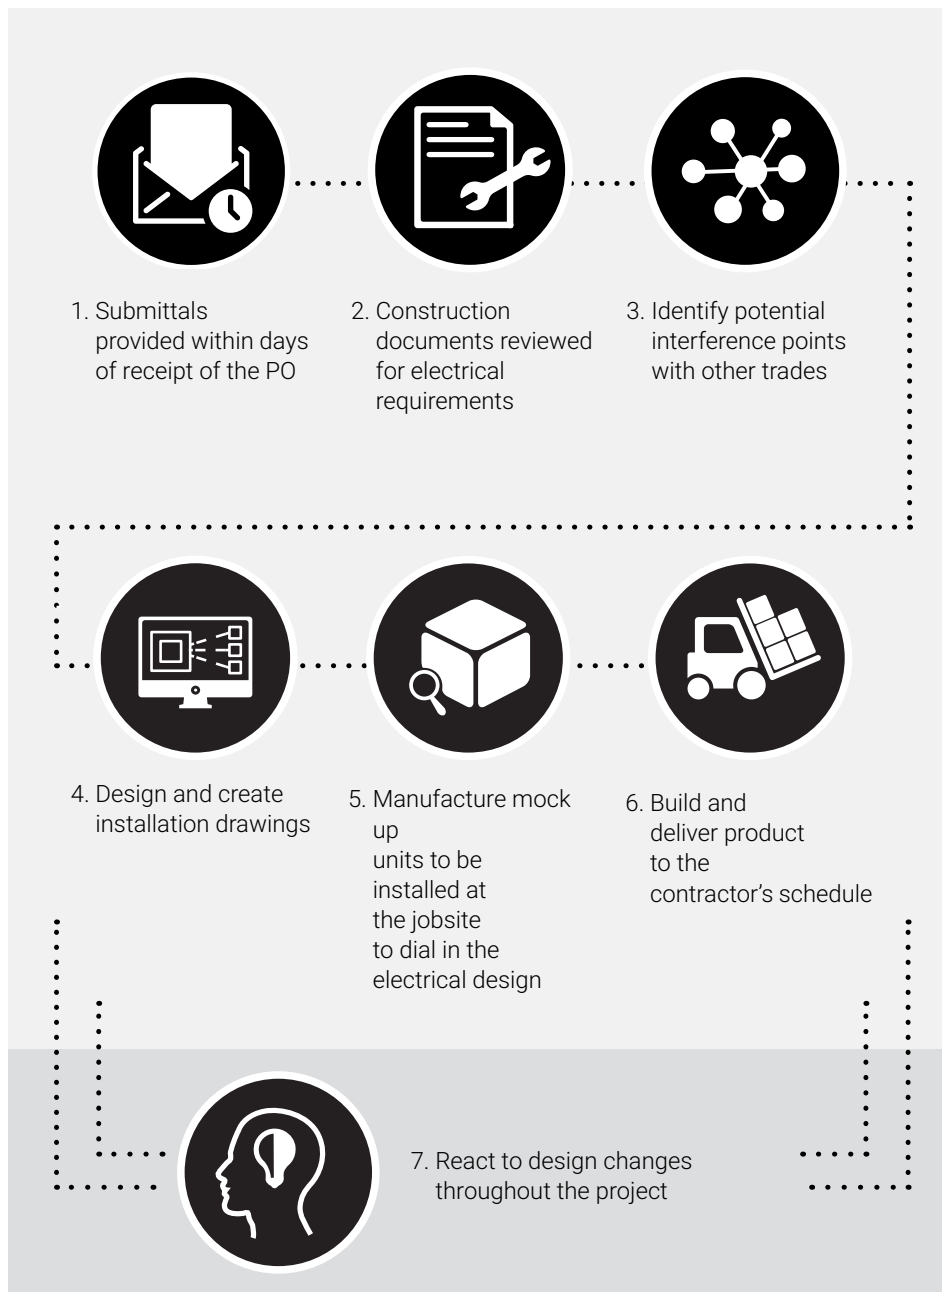 1. Submittals
provided within days
of receipt of the PO
2. Construction
documents reviewed
for electrical
requirements
3. Identify potential
interference points
with other trades
4. Design and create
installation drawings
5. Manufacture mock
up
units to be
installed at
the jobsite
to dial in the
electrical design
6. Build and
deliver product
to the
contractor’s schedule
7. React to design changes
throughout the project